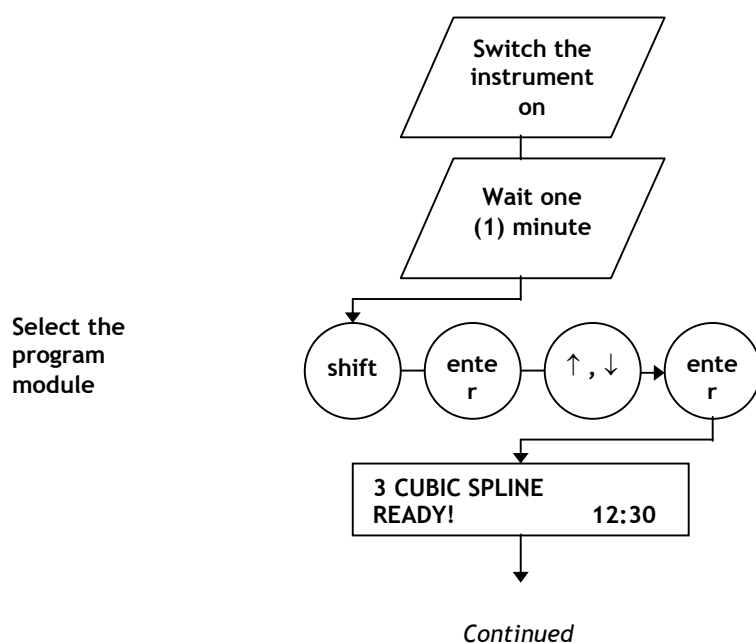 Switch the
instrument
on
Wait one
(1) minute
Select the
program
module
shift
ente
r
↑ , ↓
ente
r
3 CUBIC SPLINE
READY! 12:30
Continued